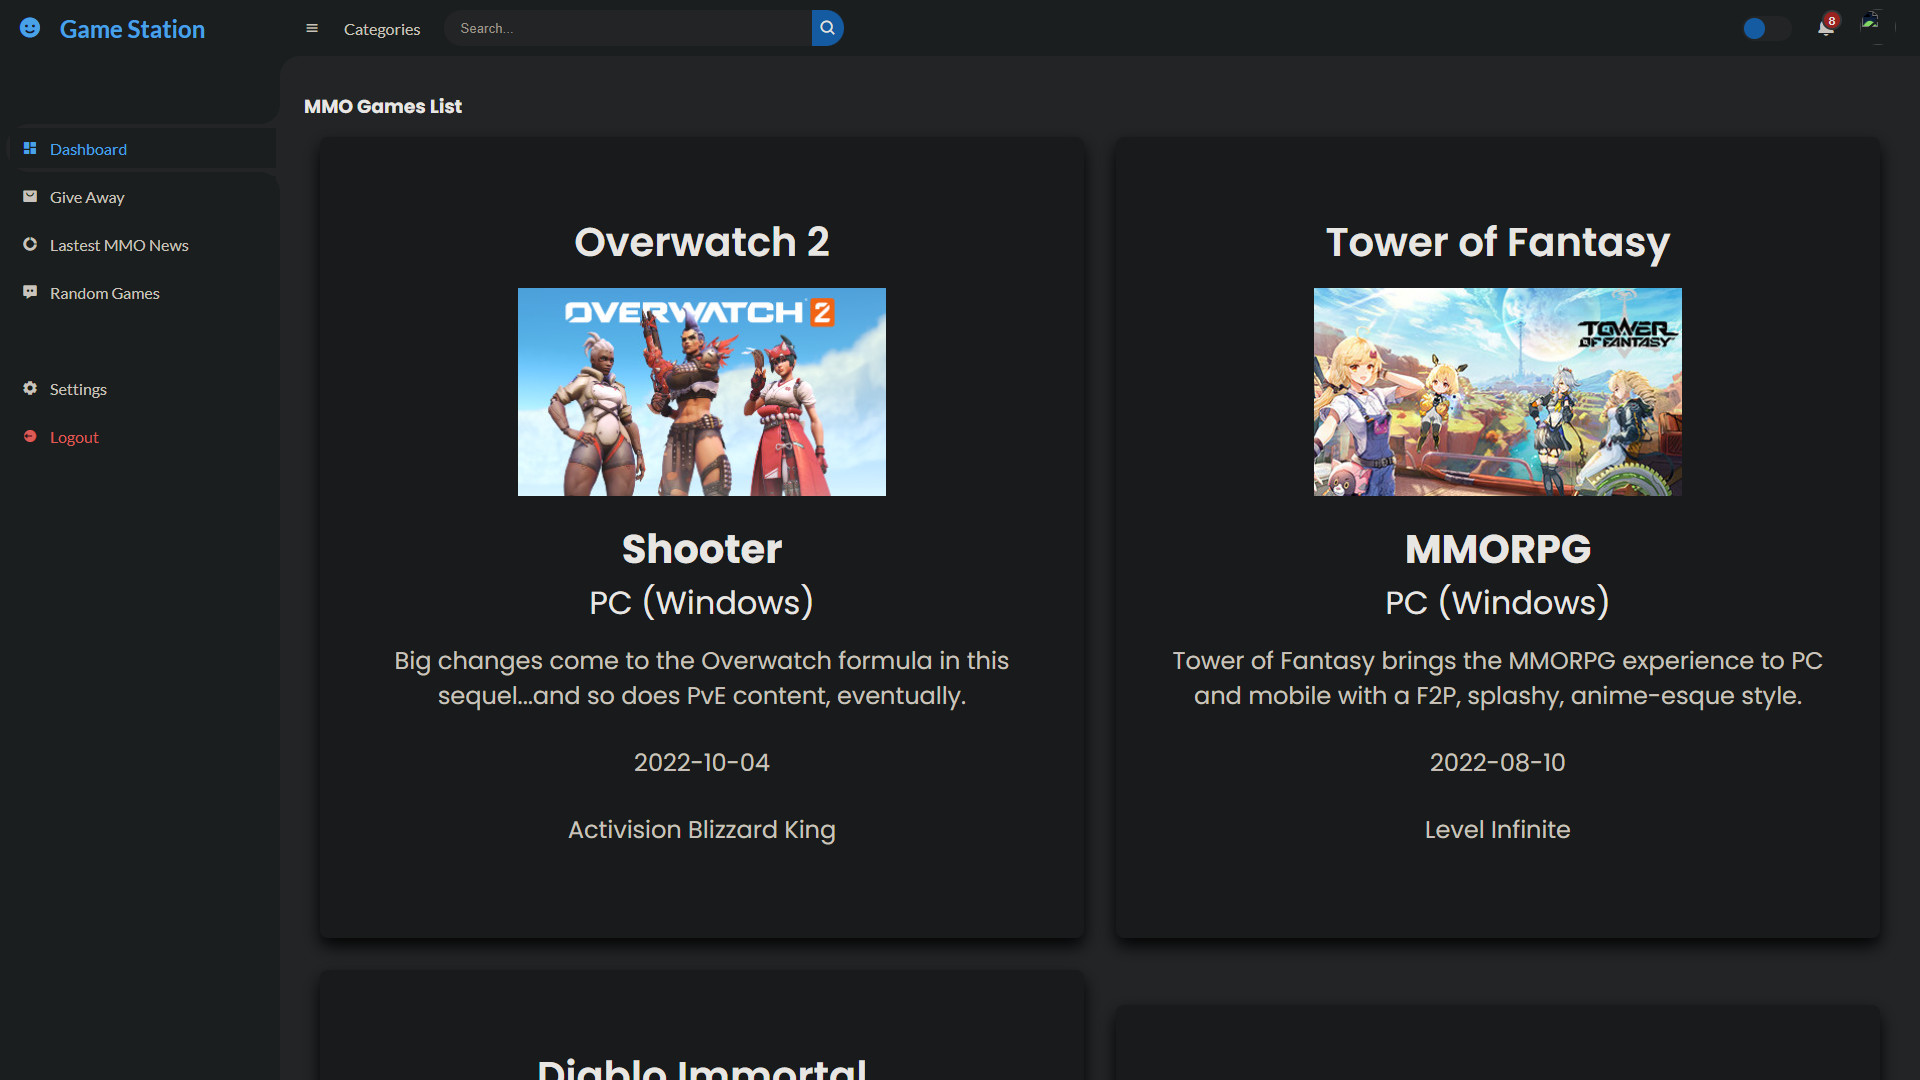 Game Station
Categories
Search...
8
MMO Games List
Dashboard
Give Away
Lastest MMO News
Random Games
Settings
Logout
Overwatch 2
OVERWATCH 2
Shooter
PC (Windows)
Big changes come to the Overwatch formula in this
sequel...and so does PvE content, eventually.
2022-10-04
Activision Blizzard King
Tower of Fantasy
TOWER
OF FANTASY
MMORPG
PC (Windows)
Tower of Fantasy brings the MMORPG experience to PC
and mobile with a F2P, splashy, anime-esque style.
2022-08-10
Level Infinite
Diablo Immortal